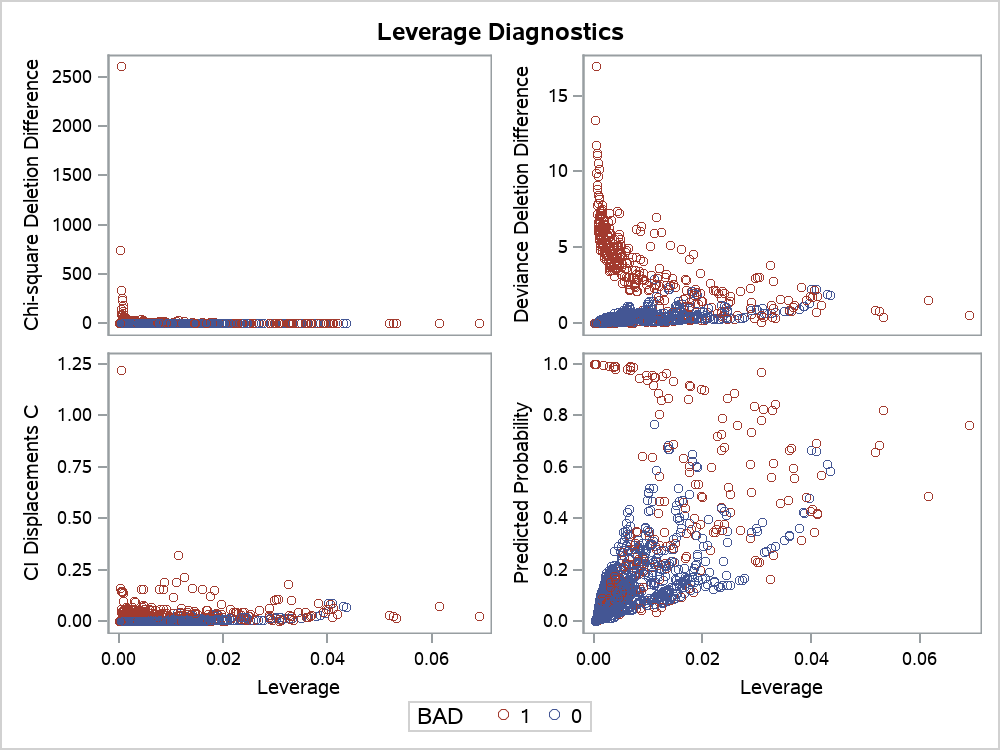 Leverage Diagnostics
Chi-square Deletion Difference
2500
2000
1500
1000
500
0
Deviance Deletion Difference
15
10
5
0
CI Displacements C
1.25
1.00
0.75
0.50
0.25
0.00
0.00 0.02 0.04 0.06
Leverage
Predicted Probability
1.0
0.8
0.6
0.4
0.2
0.0
0.00 0.02 0.04 0.06
Leverage
BAD 1 0